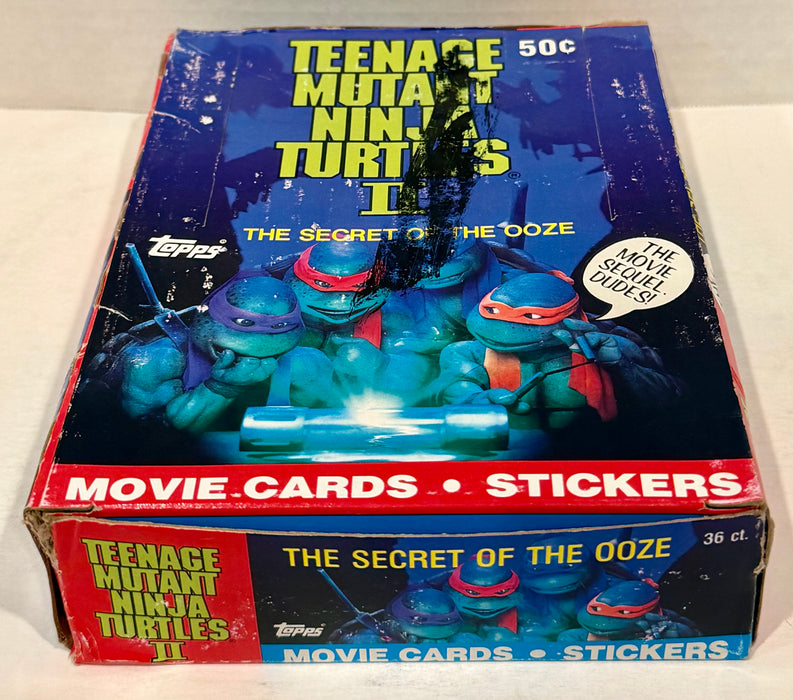 TEENAGE
MUTANT
NINJA
TURTLES®
II
50¢
THE SECRET OF THE OOZE
topps®
THE
MOVIE
SEQUEL,
DUDES!
MOVIE CARDS • STICKERS
TEENAGE
MUTANT
NINJA
TURTLES
II
THE SECRET OF THE OOZE
36 ct.
topps
MOVIE CARDS • STICKERS